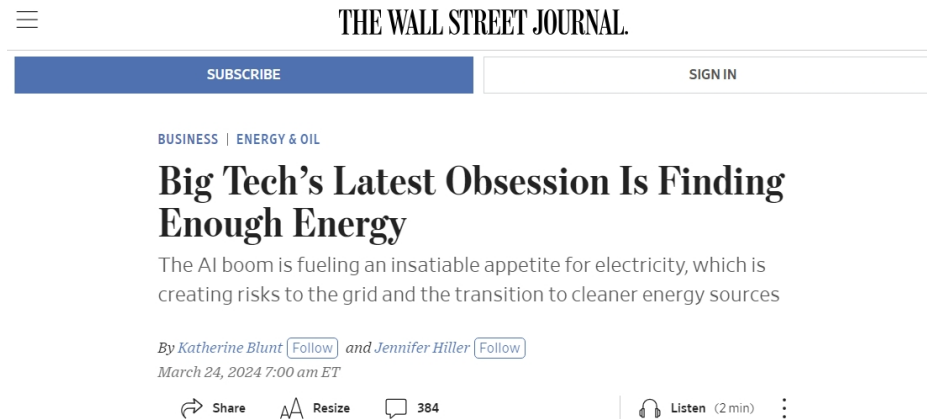 THE WALL STREET JOURNAL.
SUBSCRIBE
SIGN IN
BUSINESS | ENERGY & OIL
Big Tech's Latest Obsession Is Finding
Enough Energy
The AI boom is fueling an insatiable appetite for electricity, which is
creating risks to the grid and the transition to cleaner energy sources
By Katherine Blunt Follow and Jennifer Hiller Follow
March 24, 2024 7:00 am ET
Share AA Resize 384 Listen (2 min)